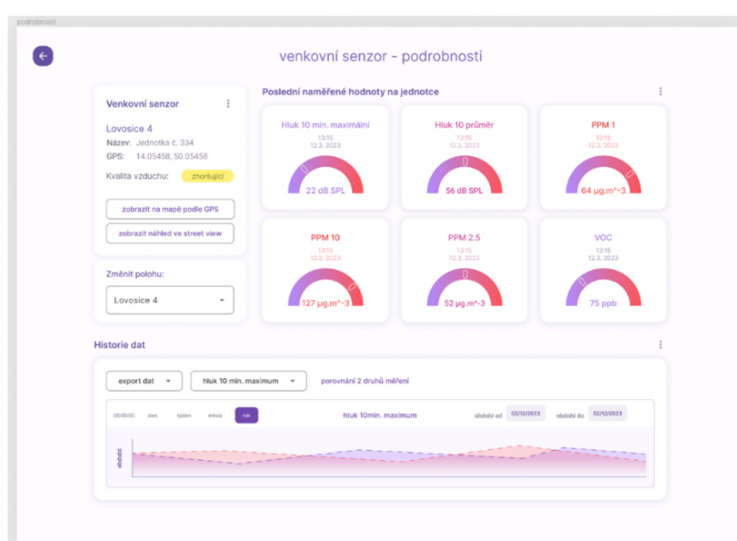 podrobnosti
venkovní senzor - podrobnosti
Venkovní senzor
Lovosice 4
Název: Jednotka č. 334
GPS: 14.05458, 50.05458
Kvalita vzduchu: zhoršující
zobrazit na mapě podle GPS
zobrazit náhled ve street view
Změnit polohu:
Lovosice 4
Poslední naměřené hodnoty na jednotce
Hluk 10 min. maximální
13:15
12.3. 2023
22 dB SPL
Hluk 10 průměr
13:15
12.3. 2023
56 dB SPL
PPM 1
13:15
12.3. 2023
64 µg.m^-3
PPM 10
13:15
12.3. 2023
127 µg.m^-3
PPM 2.5
13:15
12.3. 2023
52 µg.m^-3
VOC
13:15
12.3. 2023
75 ppb
Historie dat
export dat
hluk 10 min. maximum
porovnání 2 druhů měření
období: den týden měsíc rok
hluk 10min. maximum
období od 02/10/2023 období do 02/10/2023
období: